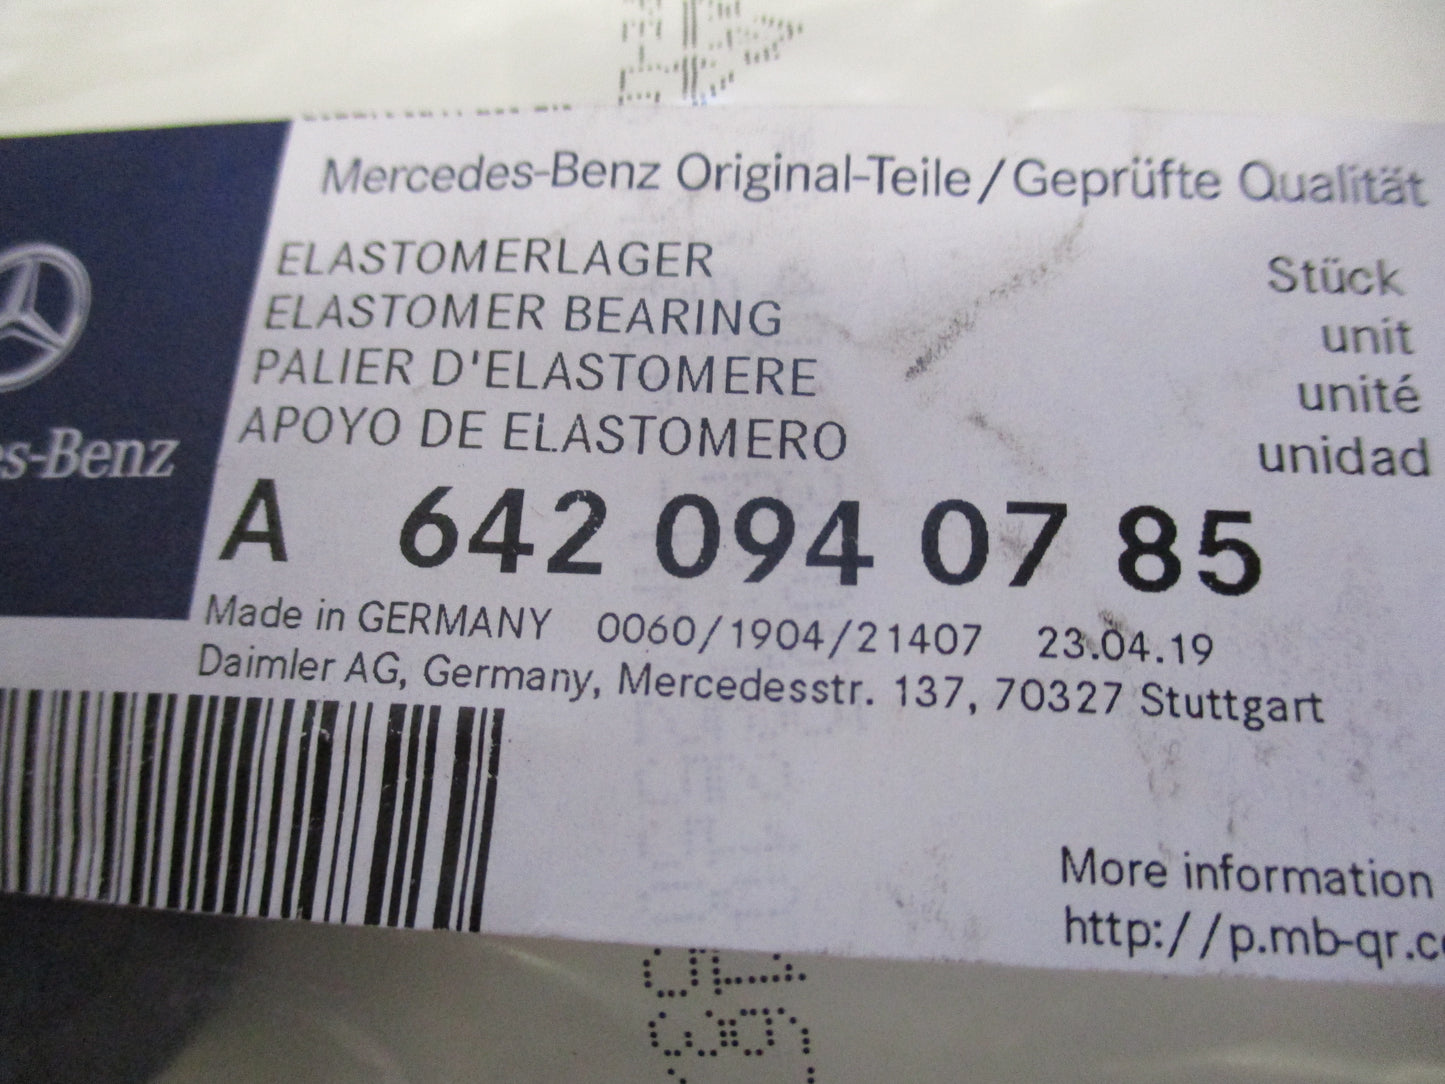 Mercedes-Benz Original-Teile/Geprüfte Qualität
ELASTOMERLAGER
ELASTOMER BEARING
PALIER D'ELASTOMERE
APOYO DE ELASTOMERO
Stück
unit
unité
unidad
es-Benz
A 642 094 07 85
Made in GERMANY 0060/1904/21407 23.04.19
Daimler AG, Germany, Mercedesstr. 137, 70327 Stuttgart
More information
http://p.mb-qr.co